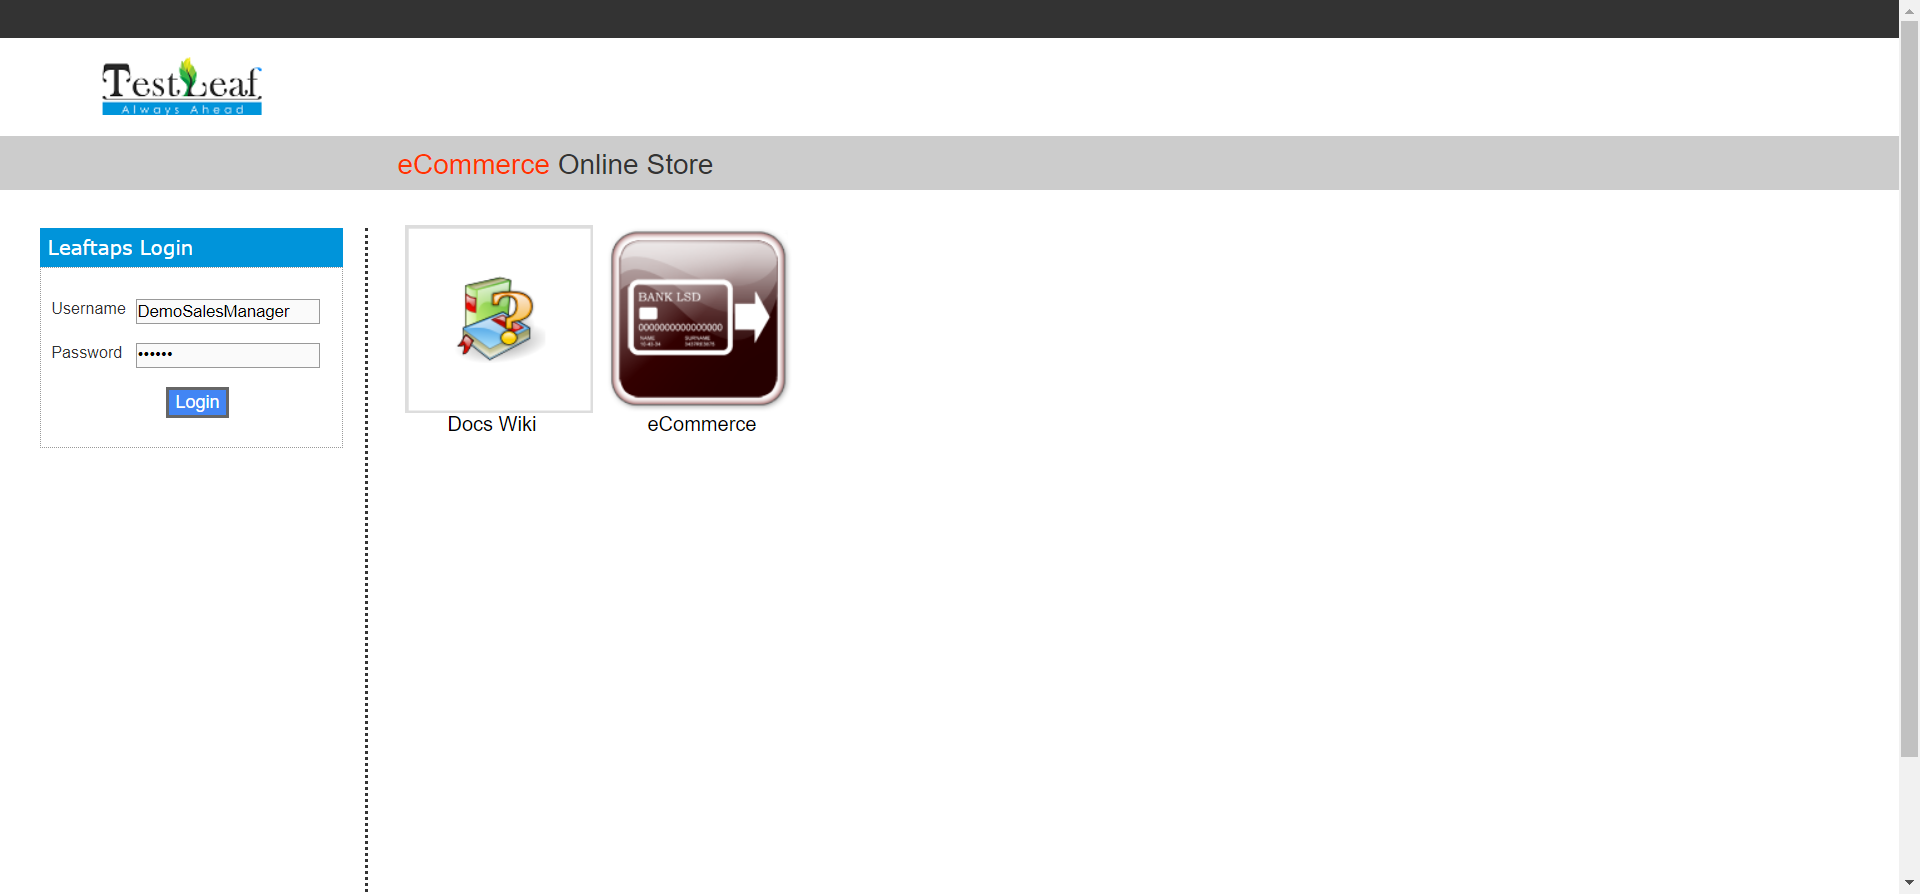 TestLeaf
Always Ahead
eCommerce Online Store
Leaftaps Login
Username DemoSalesManager
Password ••••••
Login
BANK LSD
0000000000000000
NAME SURNAME
Docs Wiki
eCommerce